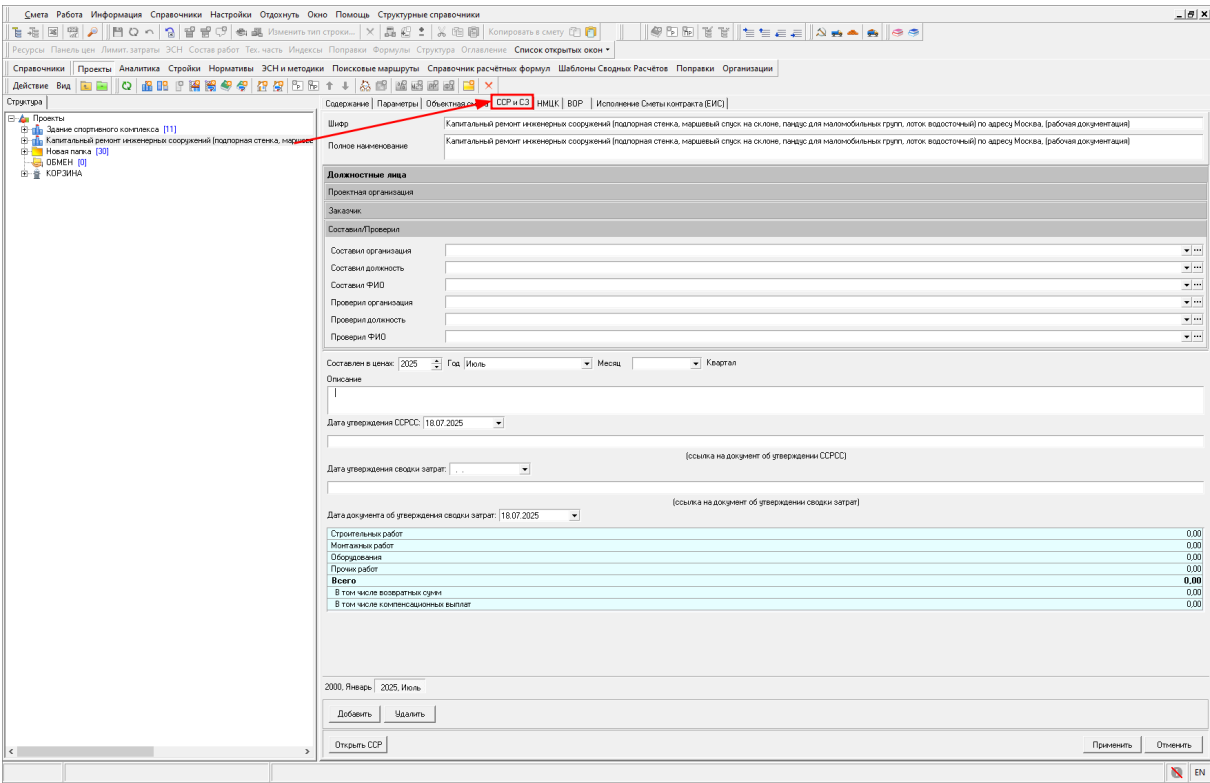 Смета Работа Информация Справочники Настройки Отдохнуть Окно Помощь Структурные справочники
Изменить тип строки... Копировать в смету
Ресурсы Панель цен Лимит. затраты ЭСН Состав работ Тех. часть Индексы Поправки Формулы Структура Оглавление Список открытых окон
Справочники Проекты Аналитика Стройки Нормативы ЭСН и методики Поисковые маршруты Справочник расчётных формул Шаблоны Сводных Расчётов Поправки Организации
Действие Вид
Структура
Проекты
Здание спортивного комплекса [11]
Капитальный ремонт инженерных сооружений (подпорная стенка,
Новая папка [30]
ОБМЕН [0]
КОРЗИНА
Содержание Параметры Объектная ССР и СЗ НМЦК ВОР Исполнение Сметы контракта (ЕИС)
Шифр Капитальный ремонт инженерных сооружений (подпорная стенка, маршевый спуск на склоне, пандус для маломобильных групп, лоток водосточный) по адресу Москва, (рабочая документация)
Полное наименование Капитальный ремонт инженерных сооружений (подпорная стенка, маршевый спуск на склоне, пандус для маломобильных групп, лоток водосточный) по адресу Москва, (рабочая документация)
Должностные лица
Проектная организация
Заказчик
Составил/Проверил
Составил организация
Составил должность
Составил ФИО
Проверил организация
Проверил должность
Проверил ФИО
Составлен в ценах: 2025 Год Июль Месяц Квартал
Описание
Дата утверждения ССРСС: 18.07.2025
(ссылка на документ об утверждении ССРСС)
Дата утверждения сводки затрат: . .
(ссылка на документ об утверждении сводки затрат)
Дата документа об утверждения сводки затрат: 18.07.2025
Строительных работ 0,00
Монтажных работ 0,00
Оборудования 0,00
Прочих работ 0,00
Всего 0,00
В том числе возвратных сумм 0,00
В том числе компенсационных выплат 0,00
2000, Январь 2025, Июль
Добавить Удалить
Открыть ССР Применить Отменить
EN